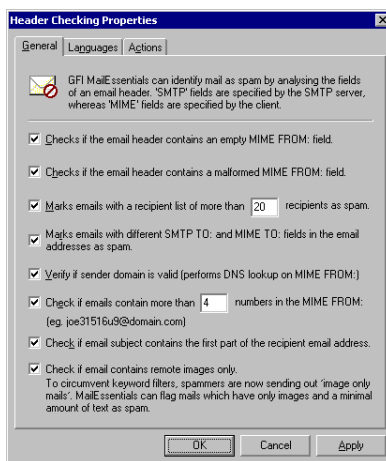 Header Checking Properties
General Languages Actions
GFI MailEssentials can identify mail as spam by analysing the fields
of an email header. 'SMTP' fields are specified by the SMTP server,
whereas 'MIME' fields are specified by the client.
Checks if the email header contains an empty MIME FROM: field.
Checks if the email header contains a malformed MIME FROM: field.
Marks emails with a recipient list of more than 20 recipients as spam.
Marks emails with different SMTP TO: and MIME TO: fields in the email
addresses as spam.
Verify if sender domain is valid (performs DNS lookup on MIME FROM:)
Check if emails contain more than 4 numbers in the MIME FROM:
(eg. joe31516u9@domain.com)
Check if email subject contains the first part of the recipient email address.
Check if email contains remote images only.
To circumvent keyword filters, spammers are now sending out 'image only
mails'. MailEssentials can flag mails which have only images and a minimal
amount of text as spam.
OK Cancel Apply